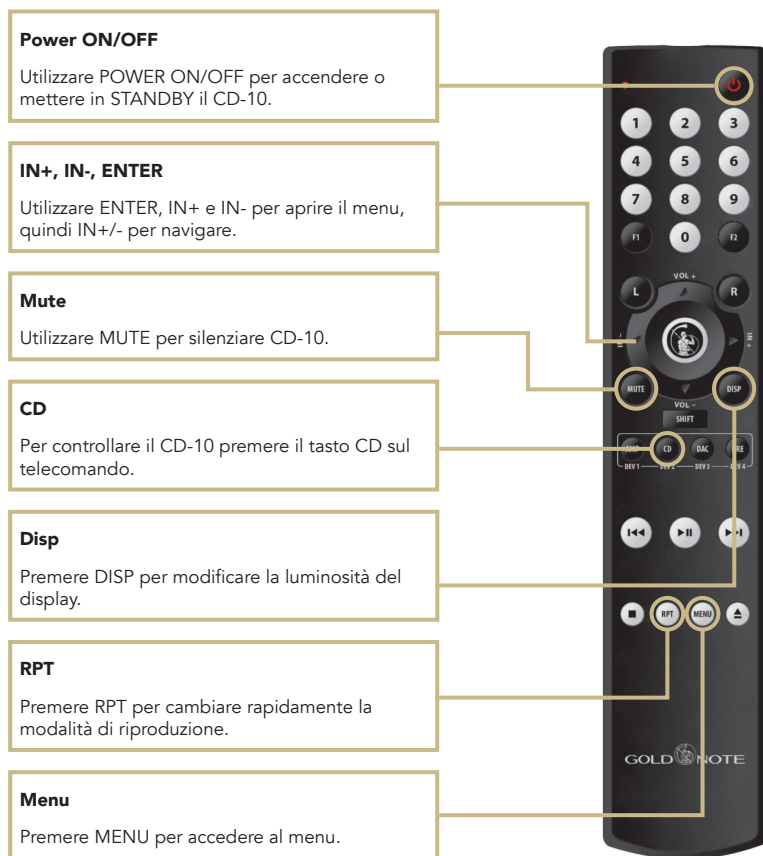 Power ON/OFF
Utilizzare POWER ON/OFF per accendere o
mettere in STANDBY il CD-10.
IN+, IN-, ENTER
Utilizzare ENTER, IN+ e IN- per aprire il menu,
quindi IN+/- per navigare.
Mute
Utilizzare MUTE per silenziare CD-10.
CD
Per controllare il CD-10 premere il tasto CD sul
telecomando.
Disp
Premere DISP per modificare la luminosità del
display.
RPT
Premere RPT per cambiare rapidamente la
modalità di riproduzione.
Menu
Premere MENU per accedere al menu.
1 2 3
4 5 6
7 8 9
F1 0 F2
VOL +
L R
IN +
MUTE DISP
VOL -
SHIFT
CD DAC
DEV 1 DEV 2 DEV 3 DEV 4
RPT MENU
GOLD NOTE